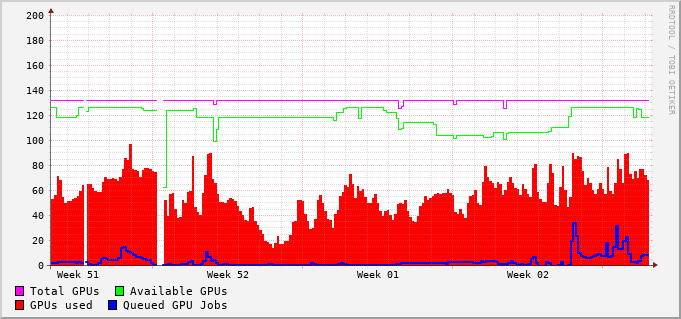 200
180
160
140
120
100
80
60
40
20
0
Week 51 Week 52 Week 01 Week 02
Total GPUs Available GPUs
GPUs used Queued GPU Jobs
RRDTOOL / TOBI OETIKER